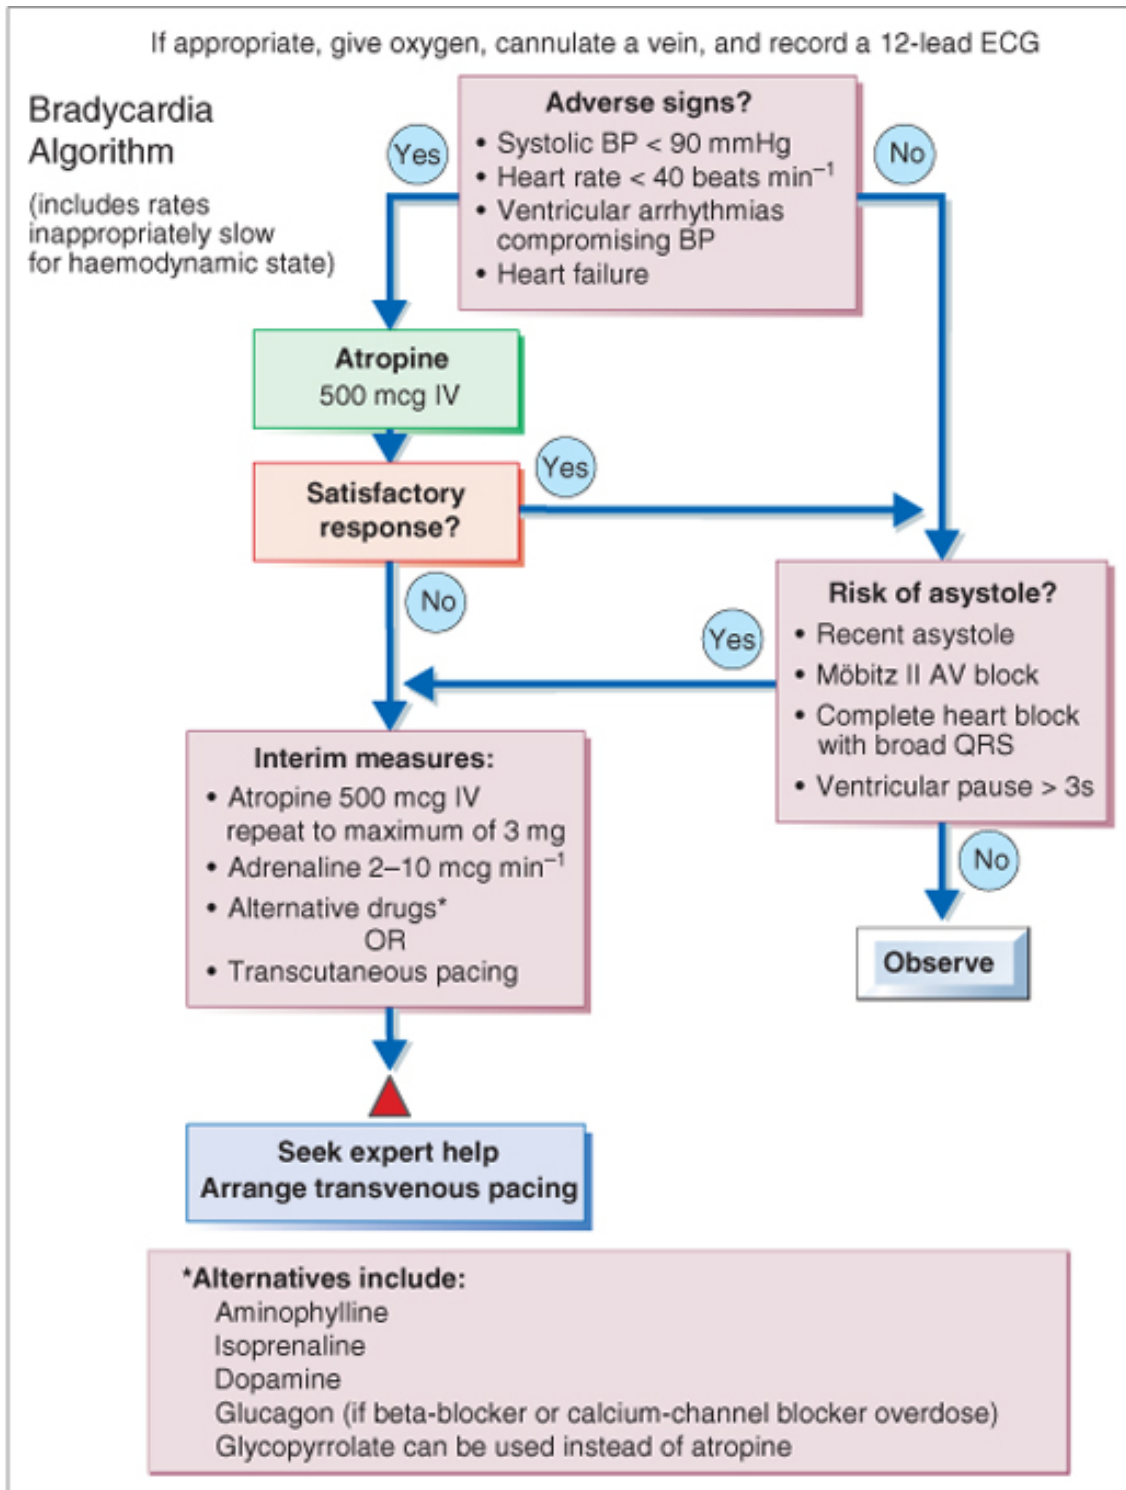 If appropriate, give oxygen, cannulate a vein, and record a 12-lead ECG
Bradycardia
Algorithm
(includes rates
inappropriately slow
for haemodynamic state)
Adverse signs?
• Systolic BP < 90 mmHg
• Heart rate < 40 beats min⁻¹
• Ventricular arrhythmias
compromising BP
• Heart failure
Yes
No
Atropine
500 mcg IV
Satisfactory
response?
Yes
No
Risk of asystole?
• Recent asystole
• Möbitz II AV block
• Complete heart block
with broad QRS
• Ventricular pause > 3s
Yes
No
Observe
Interim measures:
• Atropine 500 mcg IV
repeat to maximum of 3 mg
• Adrenaline 2–10 mcg min⁻¹
• Alternative drugs*
OR
• Transcutaneous pacing
Seek expert help
Arrange transvenous pacing
*Alternatives include:
Aminophylline
Isoprenaline
Dopamine
Glucagon (if beta-blocker or calcium-channel blocker overdose)
Glycopyrrolate can be used instead of atropine